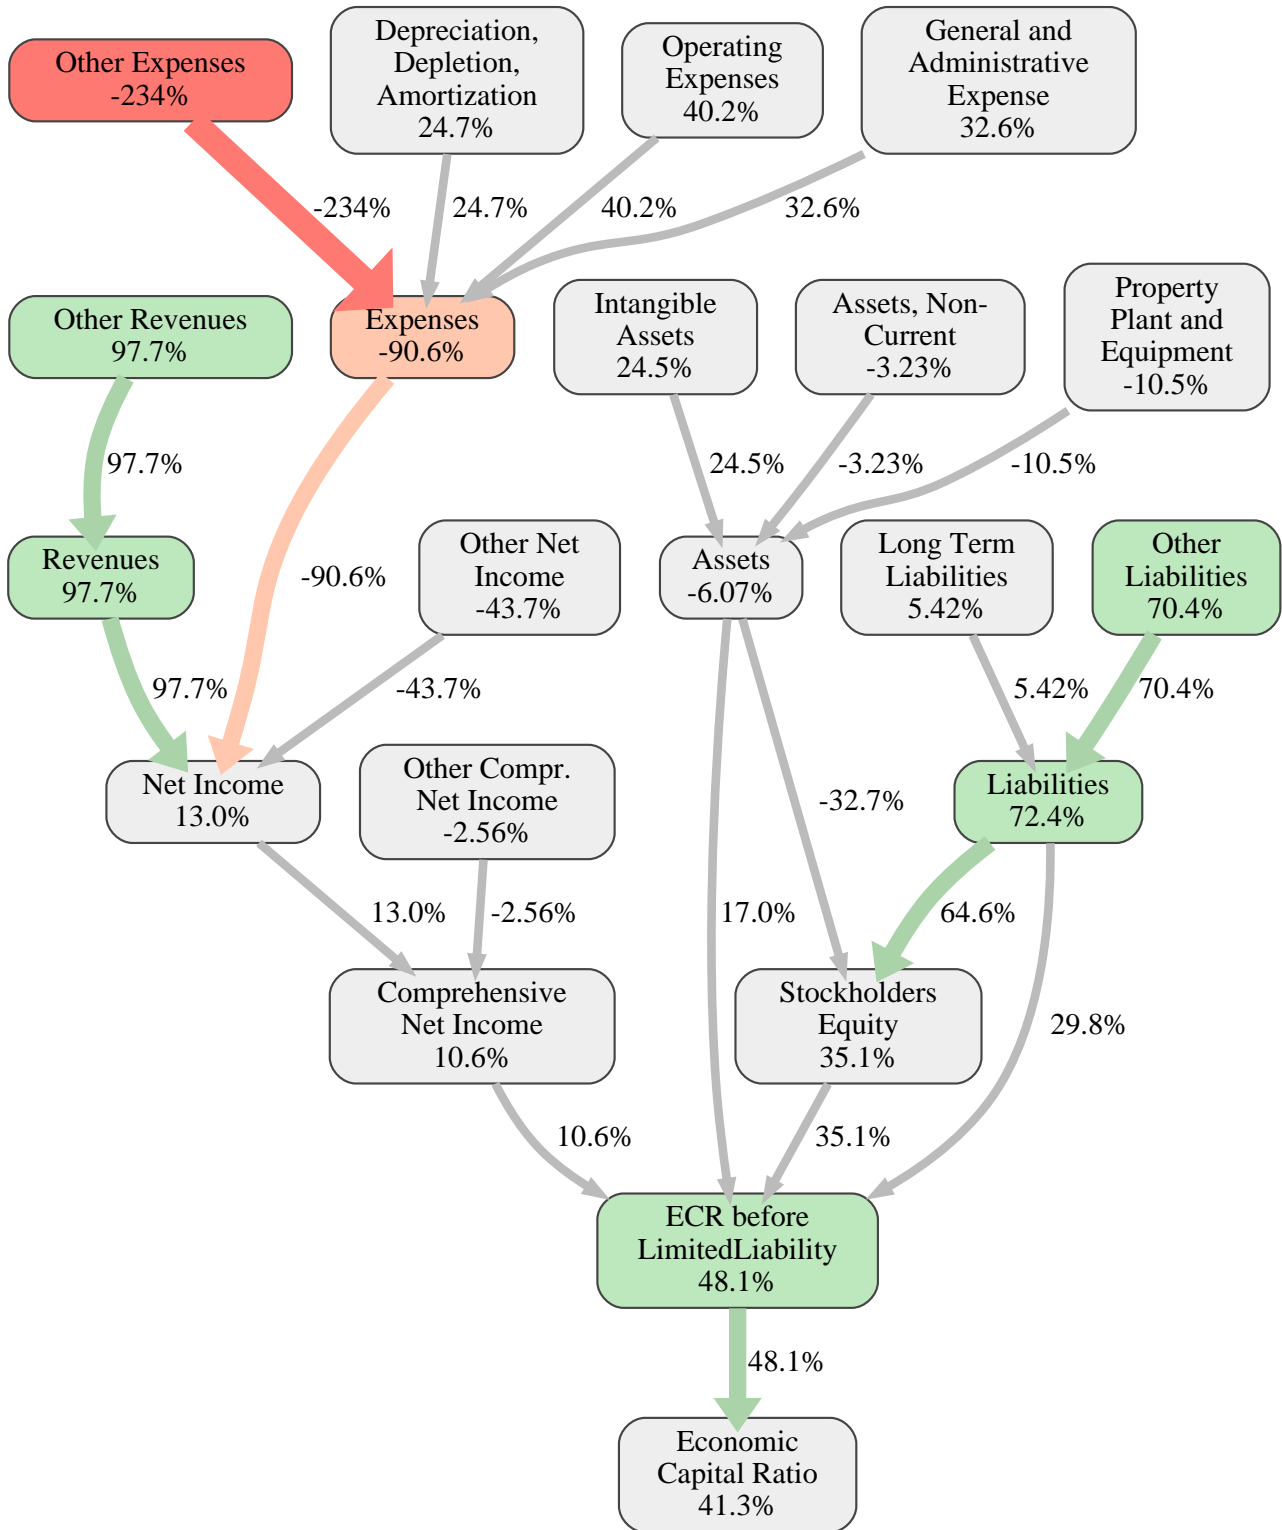 Other Expenses
-234%
Depreciation,
Depletion,
Amortization
24.7%
Operating
Expenses
40.2%
General and
Administrative
Expense
32.6%
-234%
24.7%
40.2%
32.6%
Other Revenues
97.7%
Expenses
-90.6%
Intangible
Assets
24.5%
Assets, Non-
Current
-3.23%
Property
Plant and
Equipment
-10.5%
97.7%
24.5%
-3.23%
-10.5%
Revenues
97.7%
-90.6%
Other Net
Income
-43.7%
Assets
-6.07%
Long Term
Liabilities
5.42%
Other
Liabilities
70.4%
97.7%
-43.7%
5.42%
70.4%
Net Income
13.0%
Other Compr.
Net Income
-2.56%
-32.7%
Liabilities
72.4%
13.0%
-2.56%
17.0%
64.6%
Comprehensive
Net Income
10.6%
Stockholders
Equity
35.1%
29.8%
10.6%
35.1%
ECR before
LimitedLiability
48.1%
48.1%
Economic
Capital Ratio
41.3%